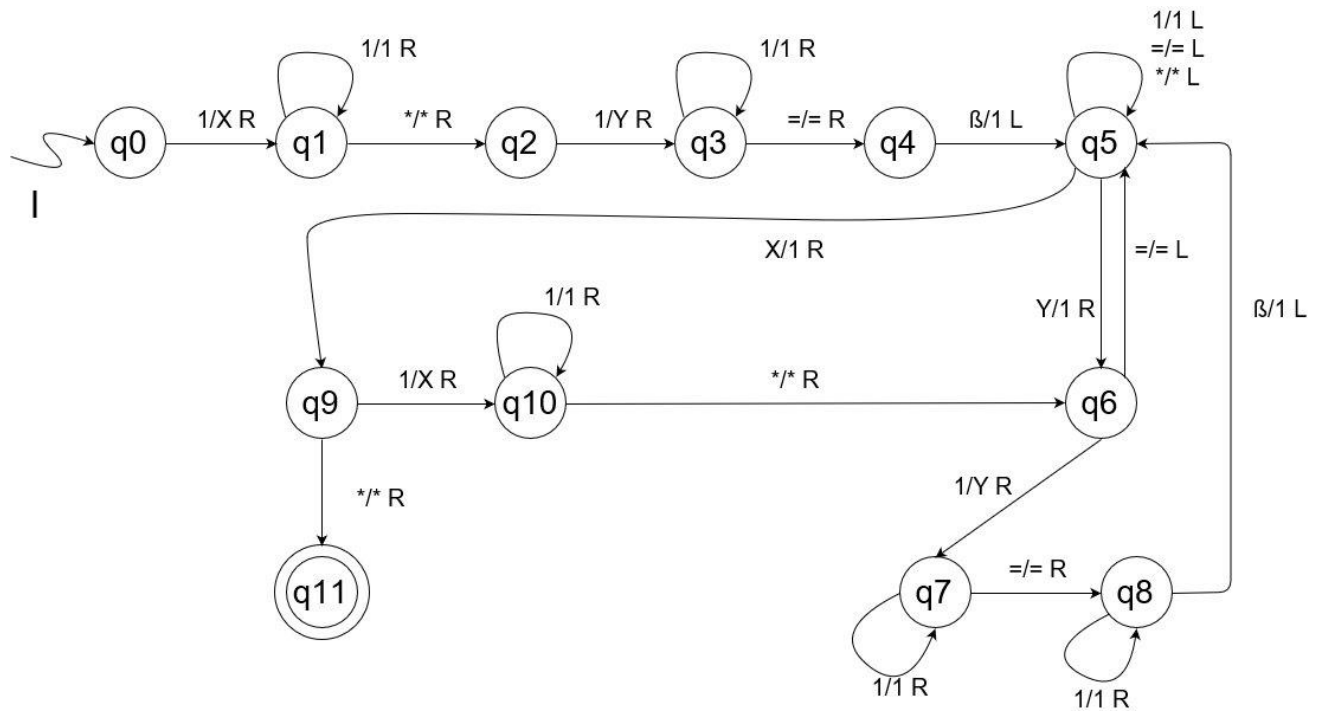 1/1 L
1/1 R
1/1 R
=/= L
*/* L
q0
1/X R
q1
*/* R
q2
1/Y R
q3
=/= R
q4
ß/1 L
q5
I
X/1 R
=/= L
1/1 R
Y/1 R
ß/1 L
q9
1/X R
q10
*/* R
q6
*/* R
1/Y R
q11
q7
=/= R
q8
1/1 R
1/1 R